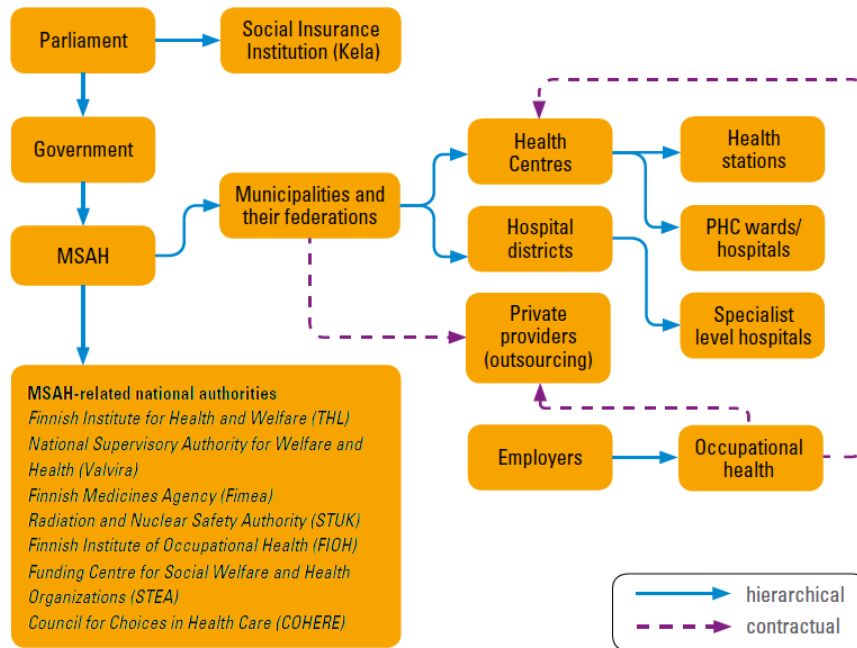 Parliament
Social Insurance
Institution (Kela)
Government
Health
Centres
Health
stations
Municipalities and
their federations
Hospital
districts
PHC wards/
hospitals
MSAH
Private
providers
(outsourcing)
Specialist
level hospitals
MSAH-related national authorities
Finnish Institute for Health and Welfare (THL)
National Supervisory Authority for Welfare and
Health (Valvira)
Finnish Medicines Agency (Fimea)
Radiation and Nuclear Safety Authority (STUK)
Finnish Institute of Occupational Health (FIOH)
Funding Centre for Social Welfare and Health
Organizations (STEA)
Council for Choices in Health Care (COHERE)
Employers
Occupational
health
hierarchical
contractual